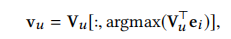 v_u = V_u[:, argmax(V_u^⊤ e_i)],